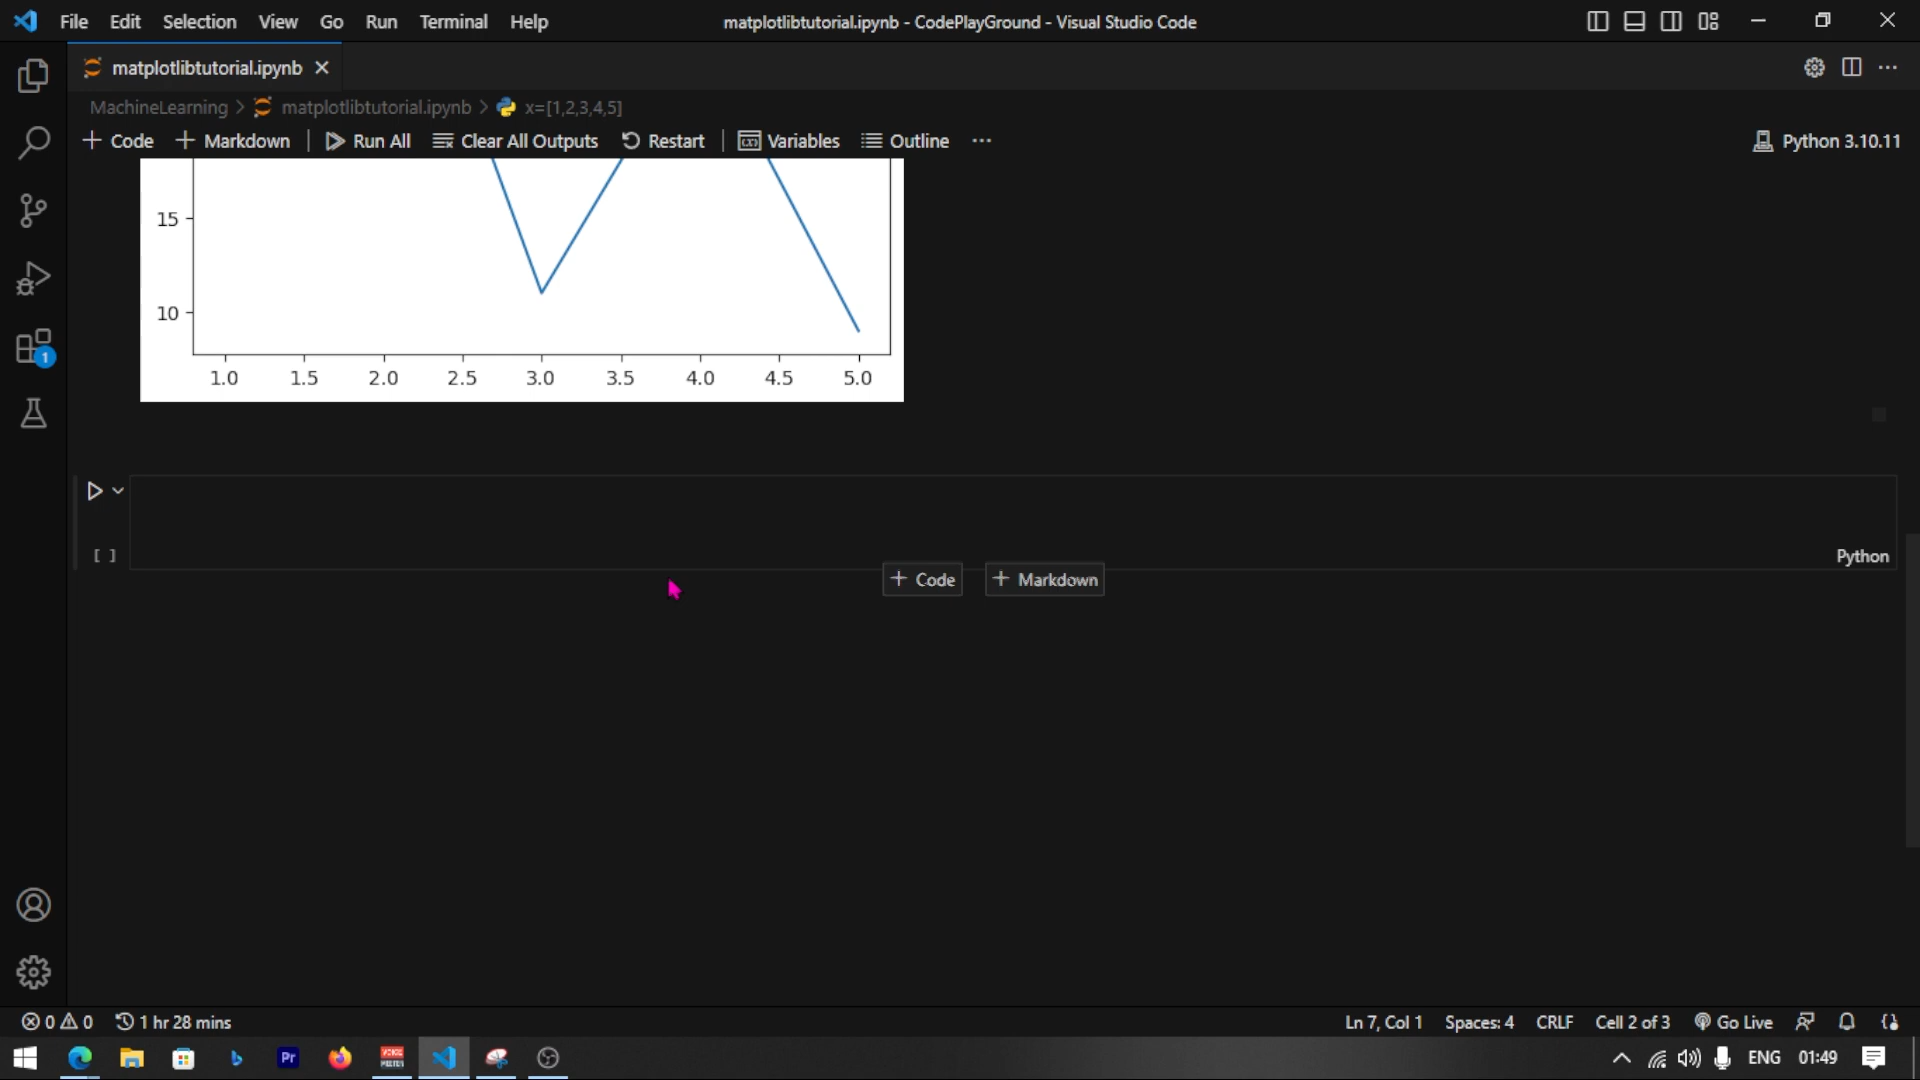 File Edit Selection View Go Run Terminal Help matplotlibtutorial.ipynb - CodePlayGround - Visual Studio Code
matplotlibtutorial.ipynb
MachineLearning > matplotlibtutorial.ipynb > x=[1,2,3,4,5]
+ Code + Markdown | Run All Clear All Outputs Restart | Variables Outline ··· Python 3.10.11
15
10
1.0 1.5 2.0 2.5 3.0 3.5 4.0 4.5 5.0
1
[ ] Python
+ Code + Markdown
0 0 1 hr 28 mins Ln 7, Col 1 Spaces: 4 CRLF Cell 2 of 3 Go Live
Pr VOICE MEETER ENG 01:49